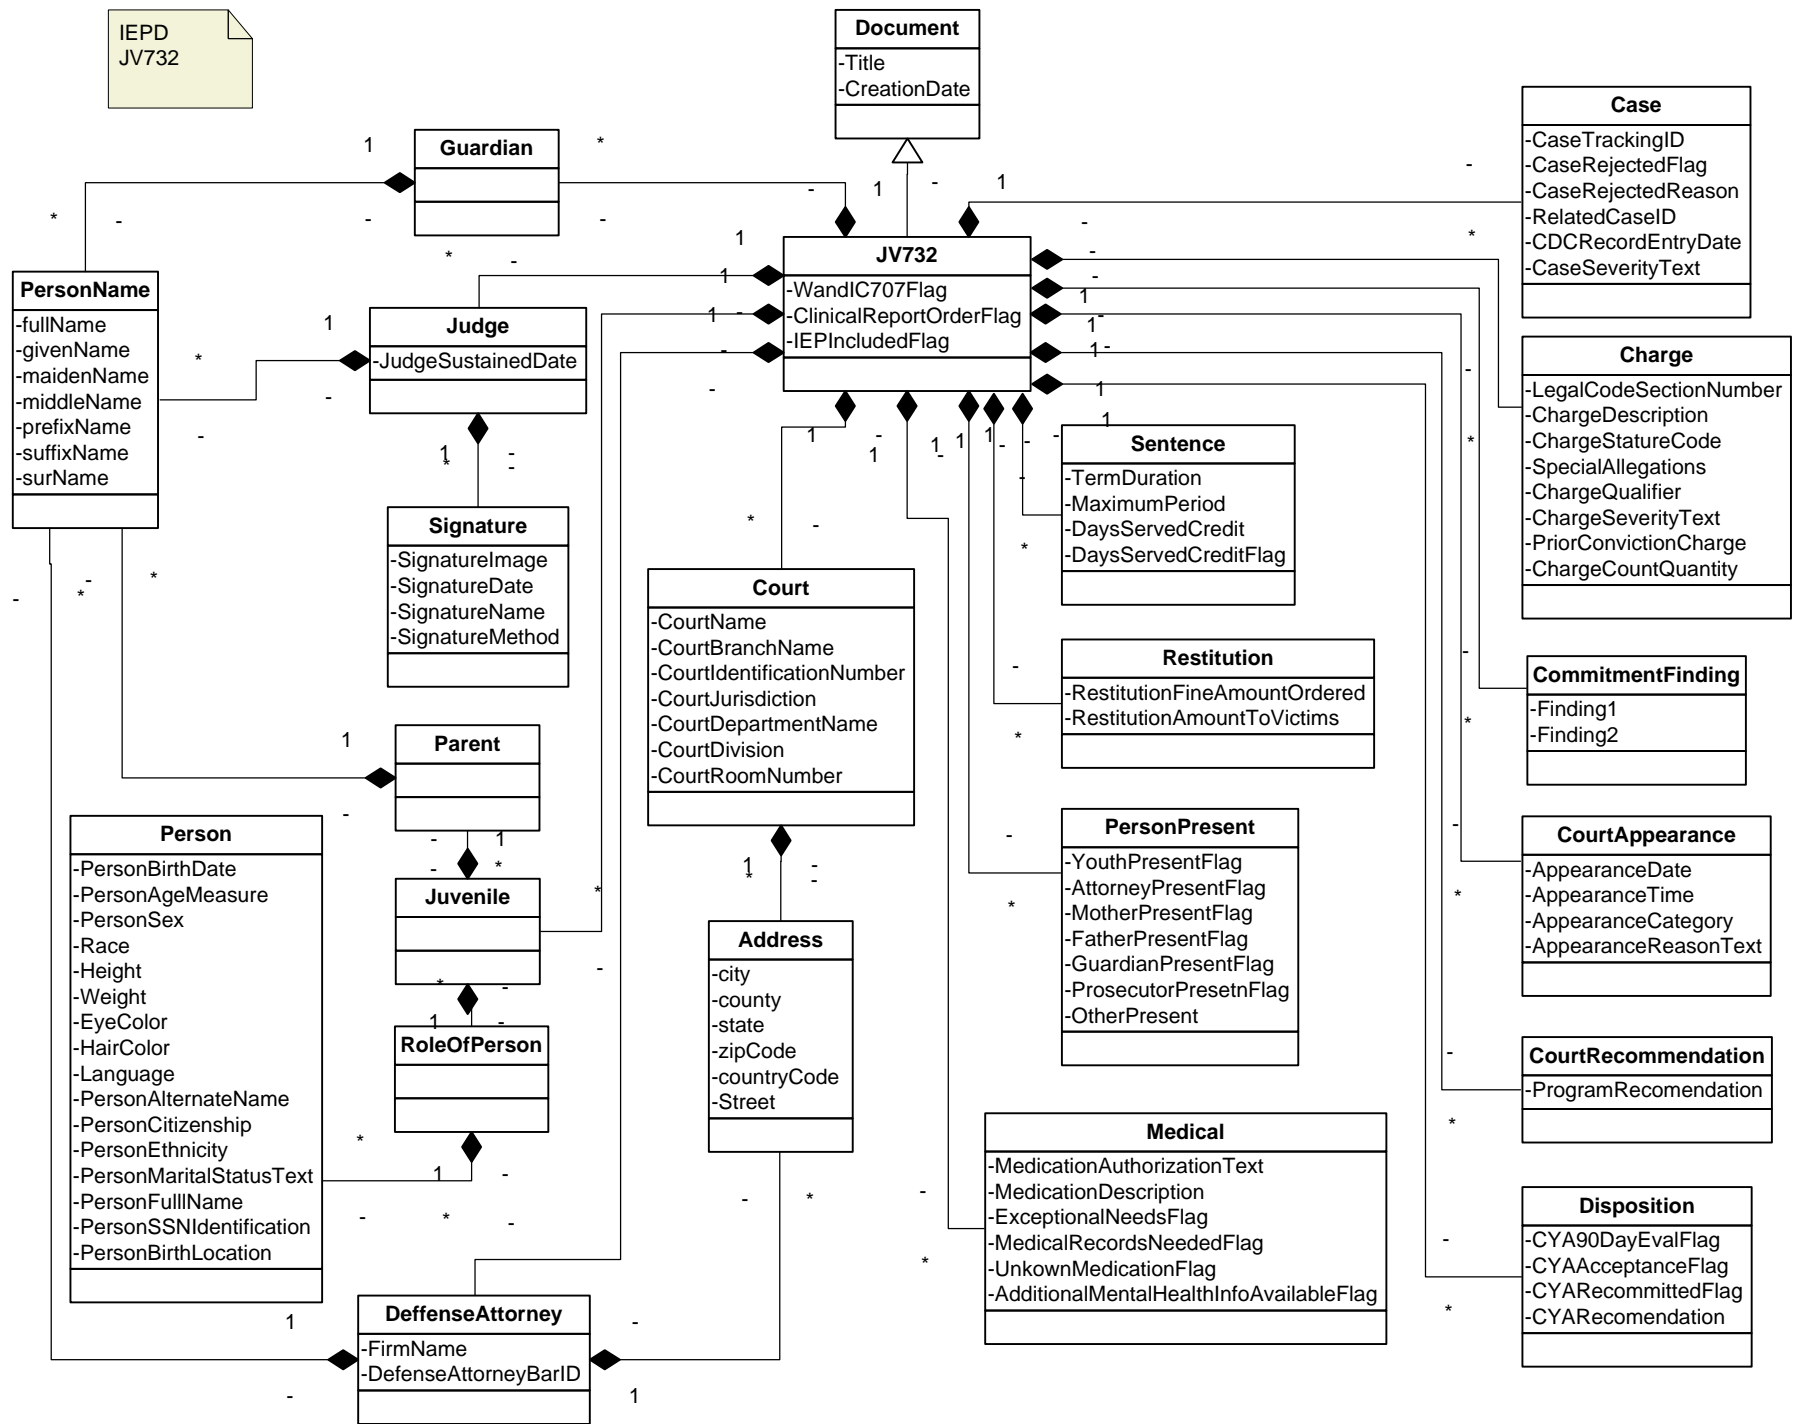 IEPD
JV732
Document
-Title
-CreationDate
Guardian
JV732
-WandIC707Flag
-ClinicalReportOrderFlag
-IEPIncludedFlag
Case
-CaseTrackingID
-CaseRejectedFlag
-CaseRejectedReason
-RelatedCaseID
-CDCRecordEntryDate
-CaseSeverityText
PersonName
-fullName
-givenName
-maidenName
-middleName
-prefixName
-suffixName
-surName
Judge
-JudgeSustainedDate
Charge
-LegalCodeSectionNumber
-ChargeDescription
-ChargeStatureCode
-SpecialAllegations
-ChargeQualifier
-ChargeSeverityText
-PriorConvictionCharge
-ChargeCountQuantity
Sentence
-TermDuration
-MaximumPeriod
-DaysServedCredit
-DaysServedCreditFlag
Signature
-SignatureImage
-SignatureDate
-SignatureName
-SignatureMethod
Court
-CourtName
-CourtBranchName
-CourtIdentificationNumber
-CourtJurisdiction
-CourtDepartmentName
-CourtDivision
-CourtRoomNumber
Restitution
-RestitutionFineAmountOrdered
-RestitutionAmountToVictims
CommitmentFinding
-Finding1
-Finding2
Parent
Person
-PersonBirthDate
-PersonAgeMeasure
-PersonSex
-Race
-Height
-Weight
-EyeColor
-HairColor
-Language
-PersonAlternateName
-PersonCitizenship
-PersonEthnicity
-PersonMaritalStatusText
-PersonFulllName
-PersonSSNIdentification
-PersonBirthLocation
Juvenile
RoleOfPerson
Address
-city
-county
-state
-zipCode
-countryCode
-Street
PersonPresent
-YouthPresentFlag
-AttorneyPresentFlag
-MotherPresentFlag
-FatherPresentFlag
-GuardianPresentFlag
-ProsecutorPresetnFlag
-OtherPresent
CourtAppearance
-AppearanceDate
-AppearanceTime
-AppearanceCategory
-AppearanceReasonText
CourtRecommendation
-ProgramRecomendation
Medical
-MedicationAuthorizationText
-MedicationDescription
-ExceptionalNeedsFlag
-MedicalRecordsNeededFlag
-UnkownMedicationFlag
-AdditionalMentalHealthInfoAvailableFlag
Disposition
-CYA90DayEvalFlag
-CYAAcceptanceFlag
-CYARecommittedFlag
-CYARecomendation
DeffenseAttorney
-FirmName
-DefenseAttorneyBarID